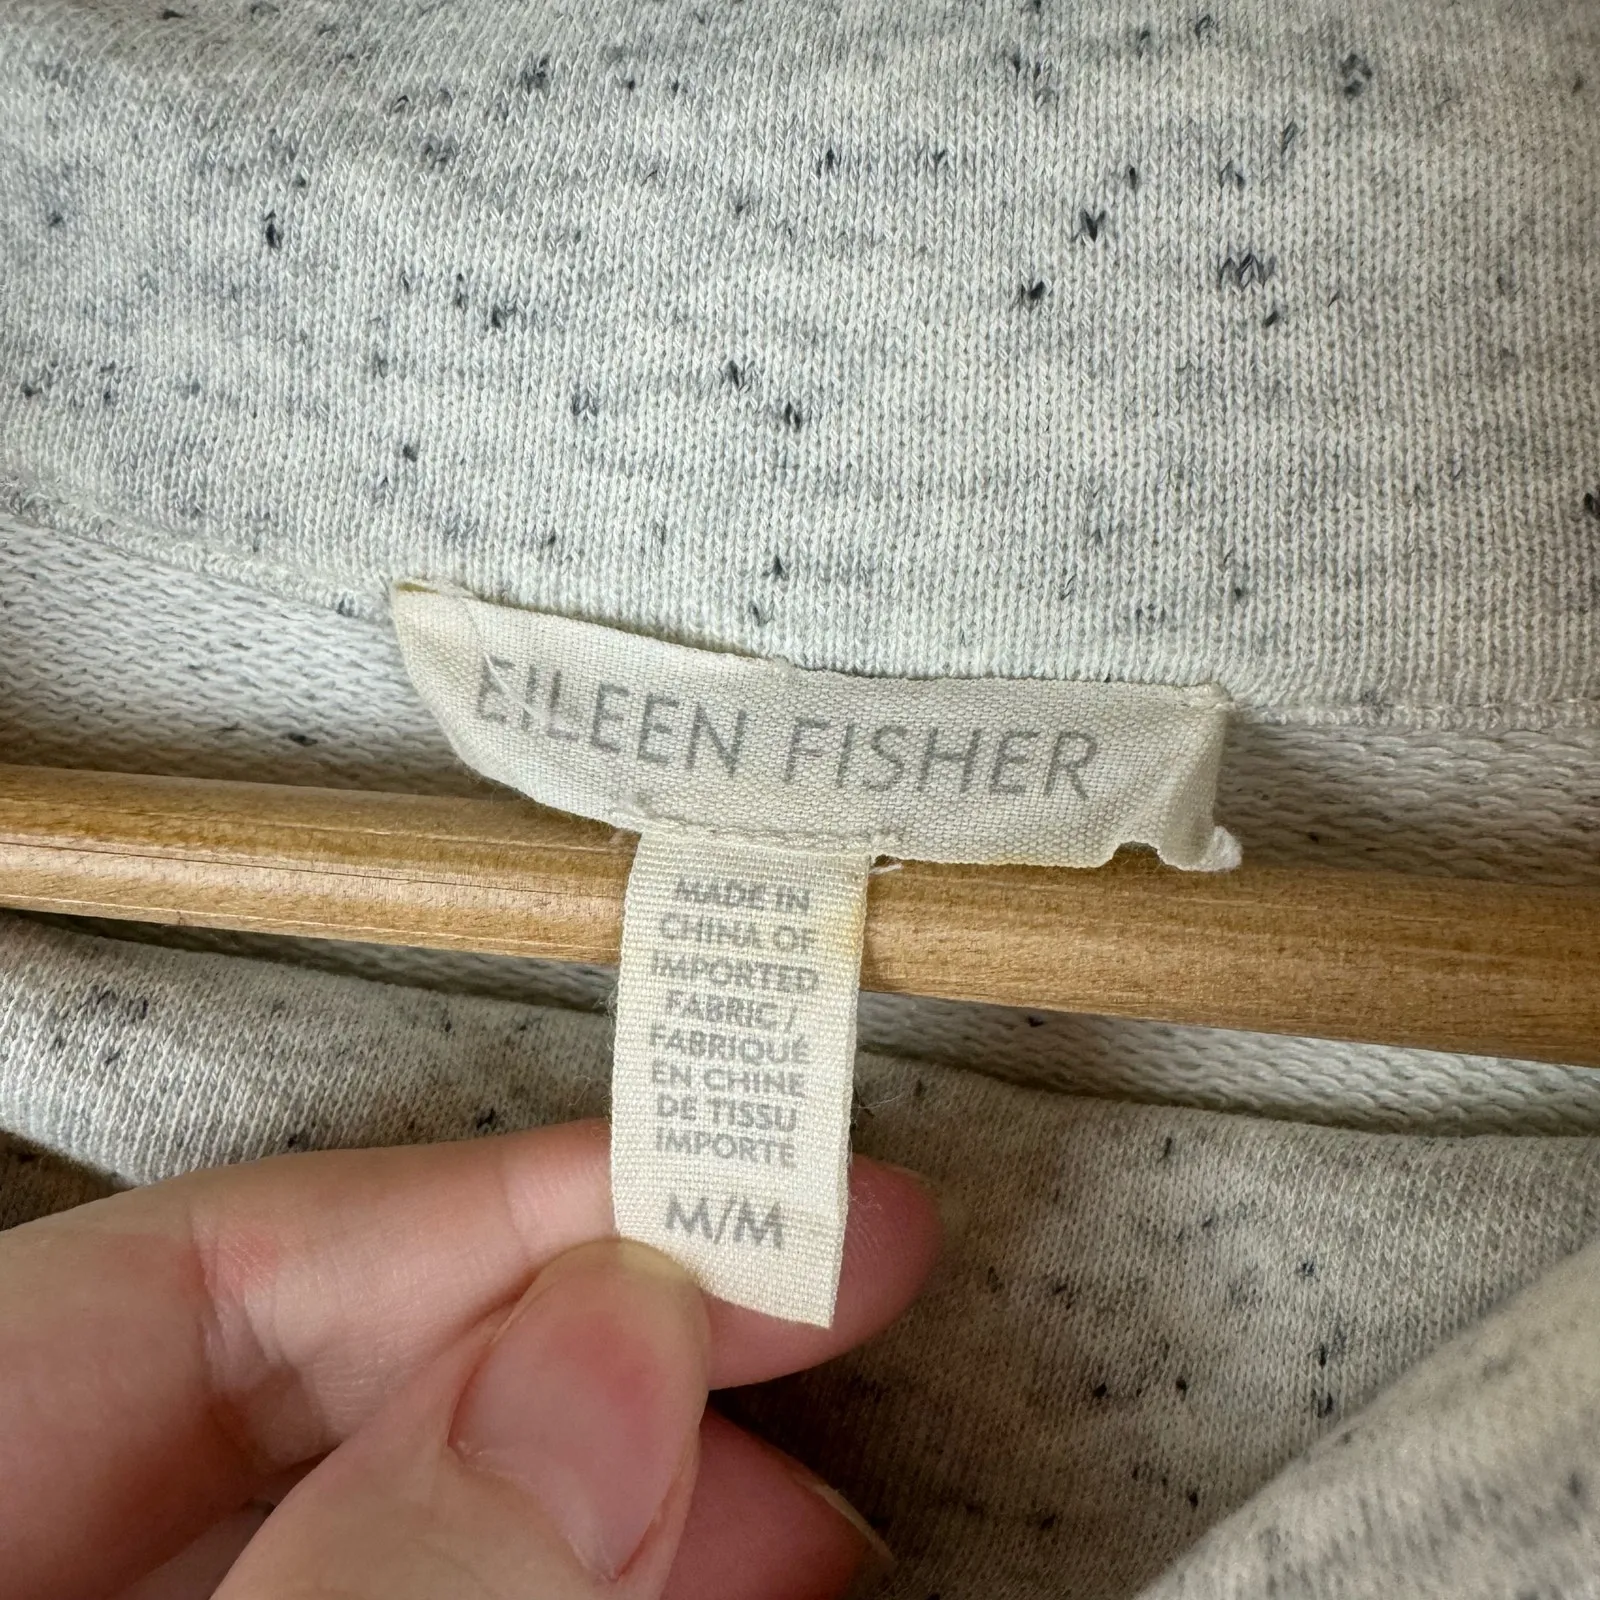 EILEEN FISHER
MADE IN
CHINA OF
IMPORTED
FABRIC /
FABRIQUÉ
EN CHINE
DE TISSU
IMPORTE
M/M